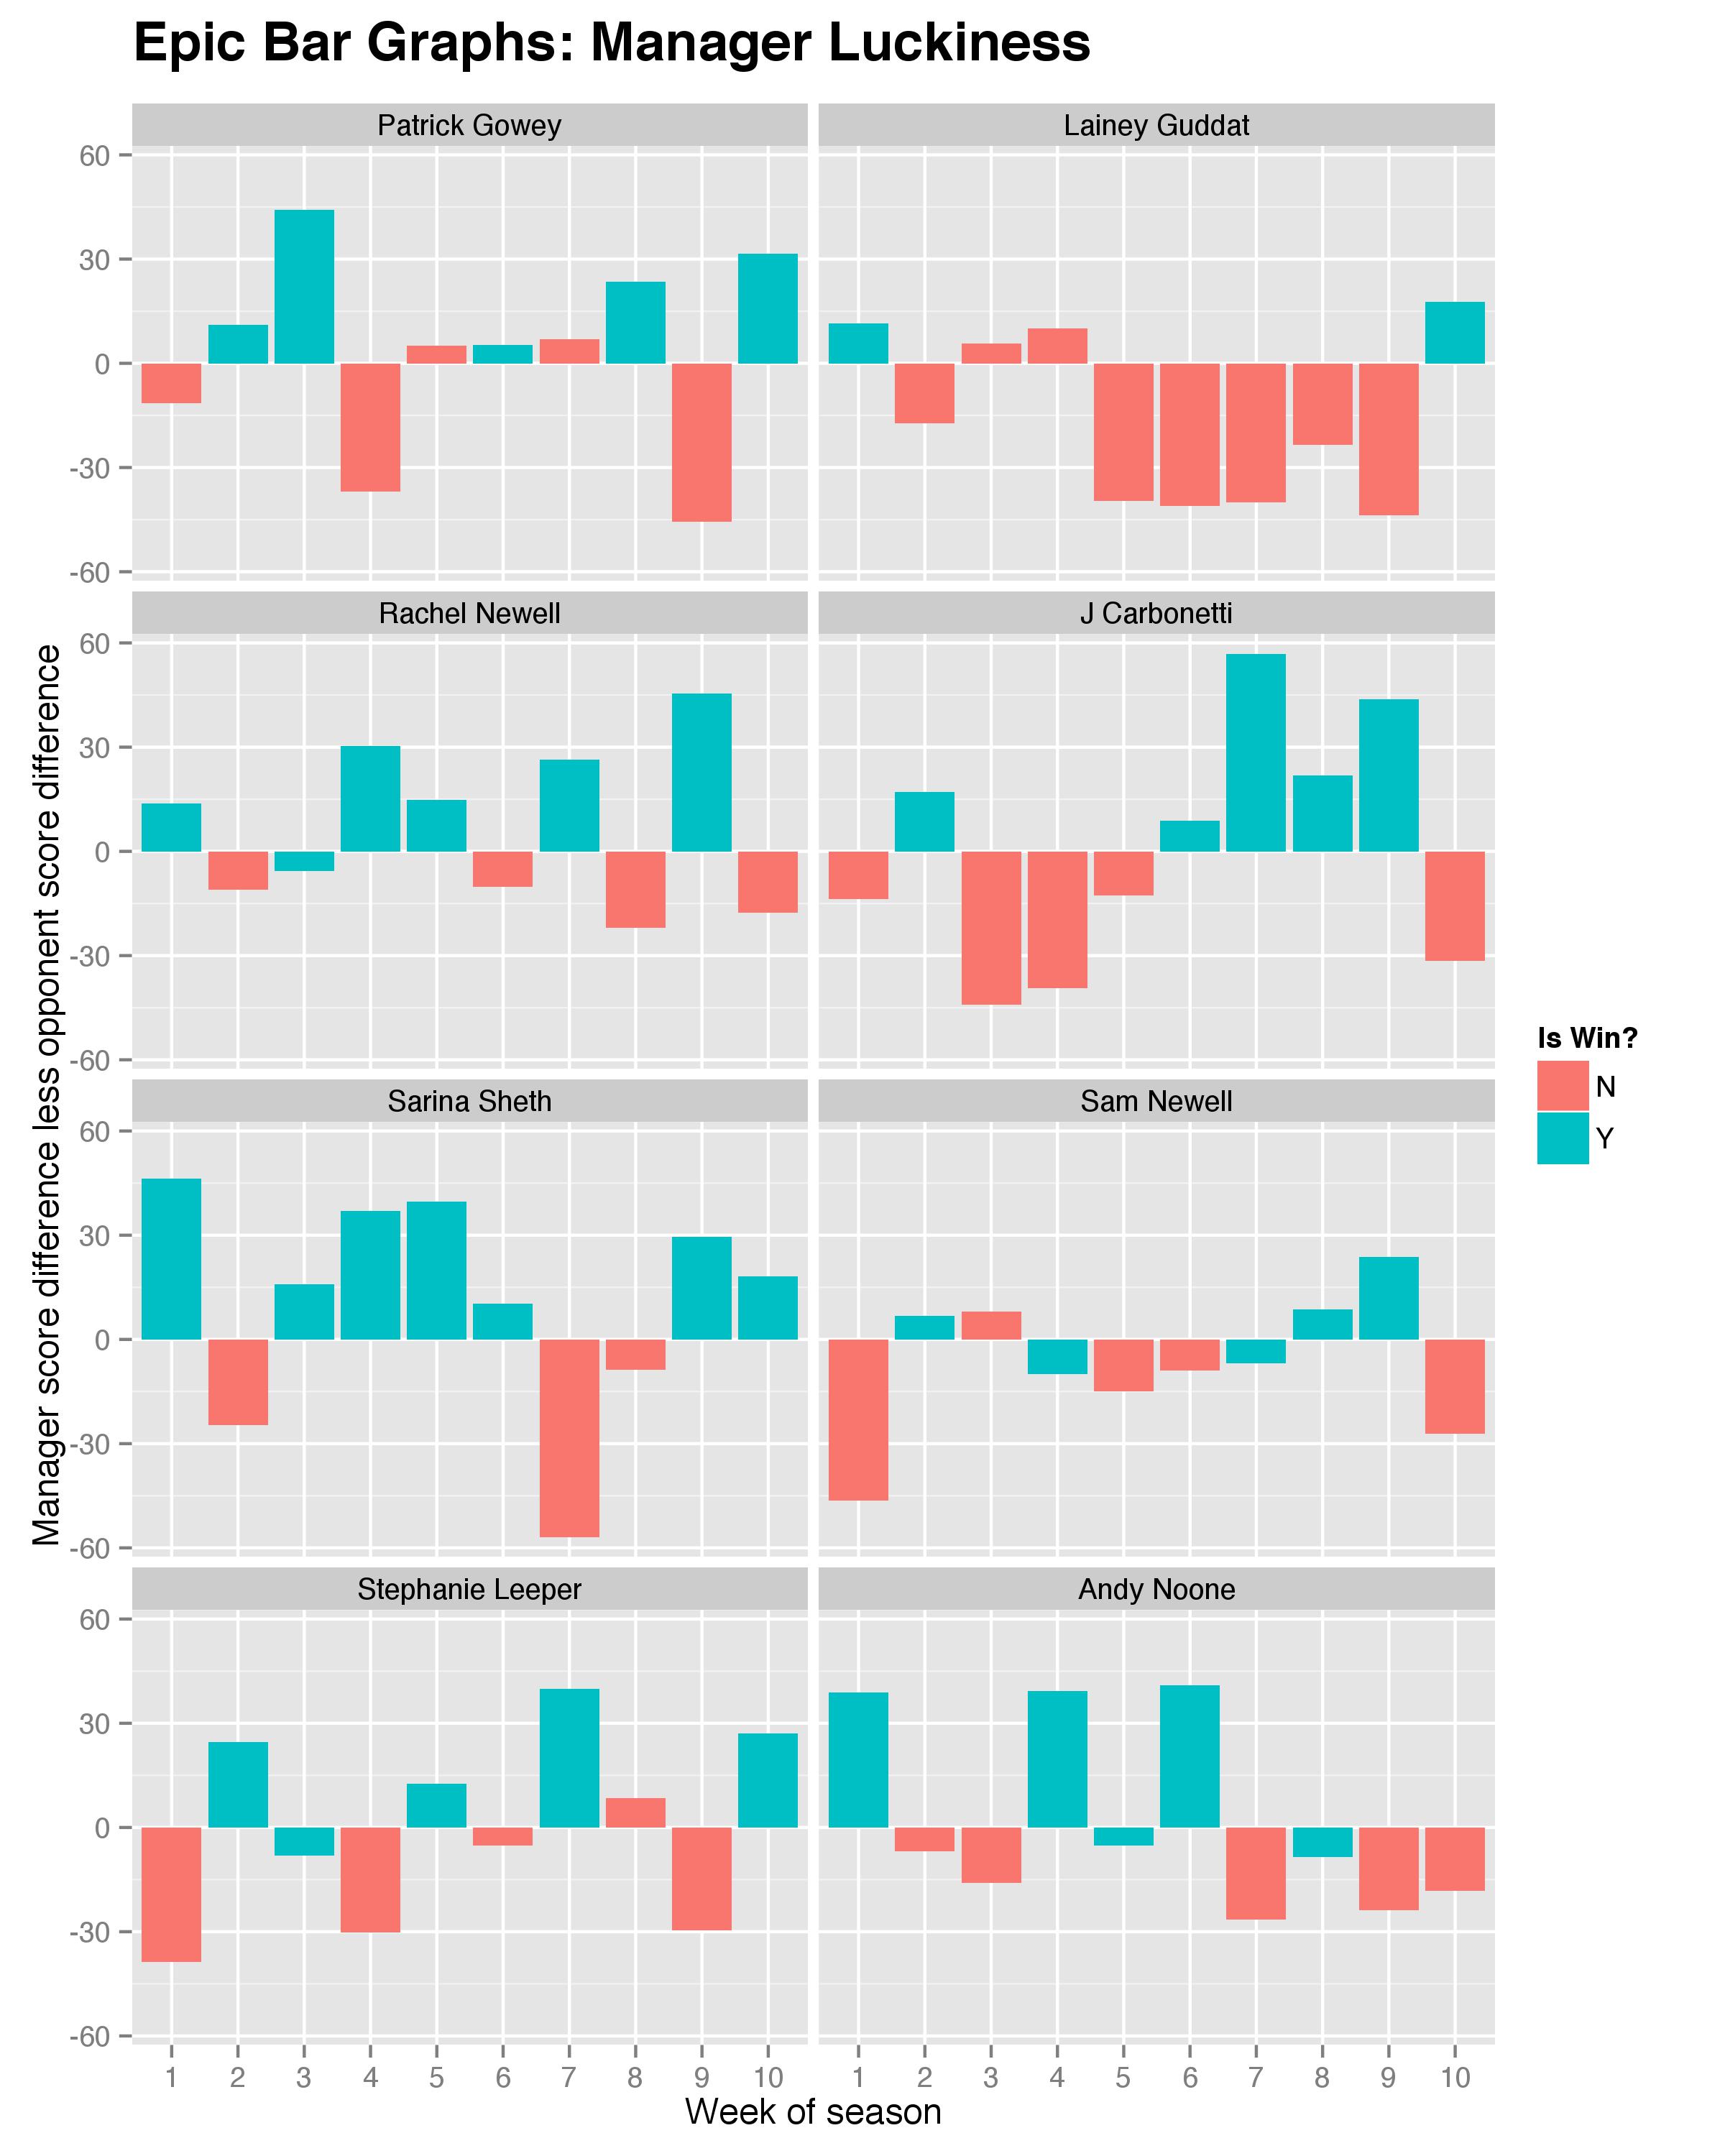 Epic Bar Graphs: Manager Luckiness
Patrick Gowey
Lainey Guddat
60
30
0
-30
-60
Rachel Newell
J Carbonetti
60
30
0
-30
-60
Manager score difference less opponent score difference
Is Win?
N
Y
Sarina Sheth
Sam Newell
60
30
0
-30
-60
Stephanie Leeper
Andy Noone
60
30
0
-30
-60
1 2 3 4 5 6 7 8 9 10
1 2 3 4 5 6 7 8 9 10
Week of season